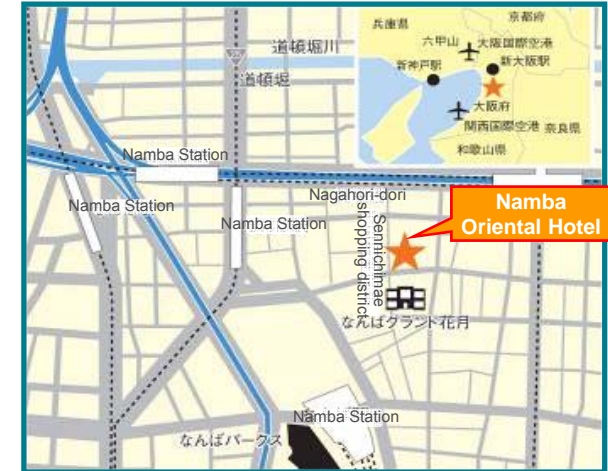 兵庫県
京都府
六甲山
大阪国際空港
新神戸駅
新大阪駅
大阪府
関西国際空港
奈良県
和歌山県
道頓堀川
道頓堀
Namba Station
Nagahori-dori
Namba Station
Namba Station
Sennichimae
shopping district
Namba
Oriental Hotel
なんばグランド花月
Namba Station
なんばパークス